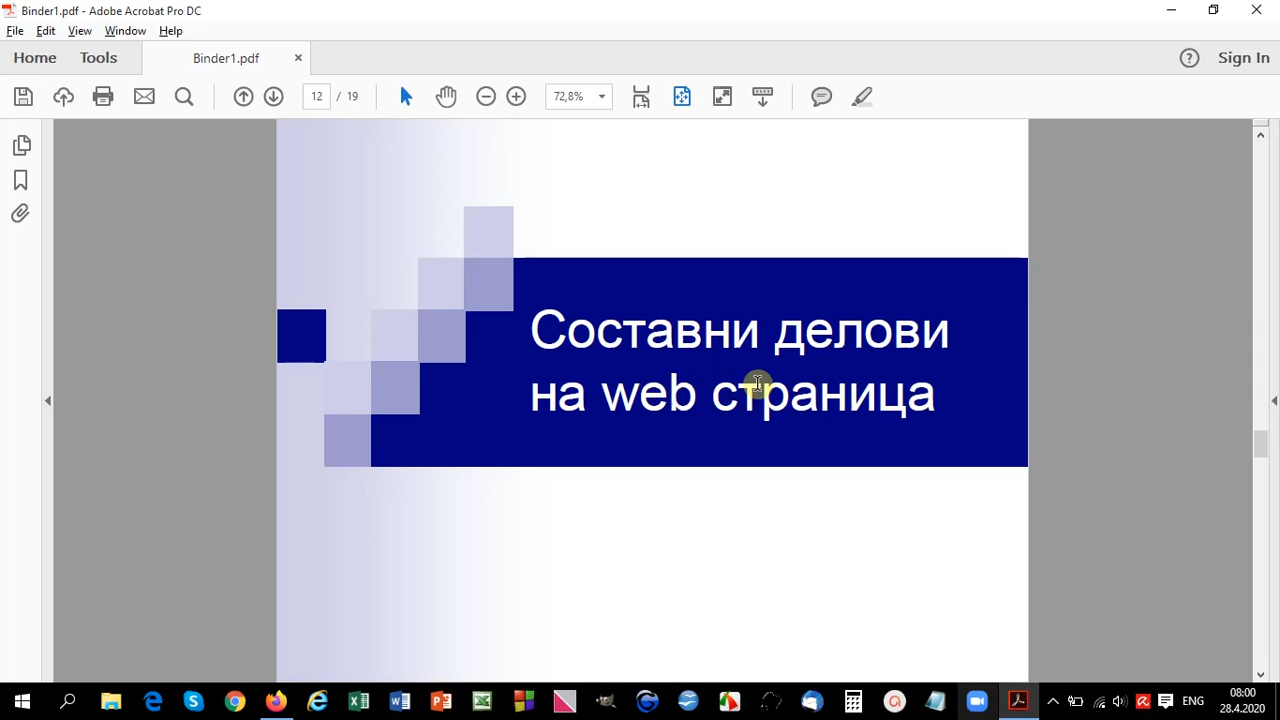 Binder1.pdf - Adobe Acrobat Pro DC
File Edit View Window Help
Home Tools Binder1.pdf × Sign In
12 / 19 72,8%
Составни делови
на web страница
ENG 08:00
28.4.2020